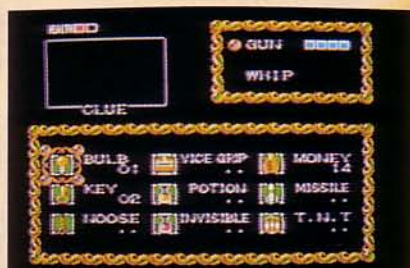 GUN
WHIP
CLUE
BULB 01
VICE GRIP ..
MONEY 14
KEY 02
POTION ..
MISSILE ..
NOOSE ..
INVISIBLE ..
T.N.T ..